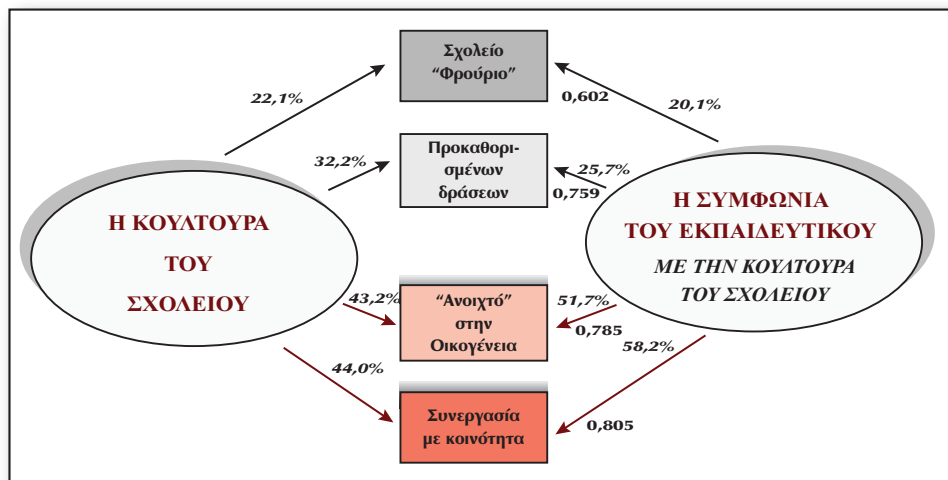 Σχολείο
“Φρούριο”
22,1%
0,602
20,1%
32,2%
Προκαθορι-
σμένων
δράσεων
25,7%
0,759
Η ΚΟΥΛΤΟΥΡΑ
ΤΟΥ
ΣΧΟΛΕΙΟΥ
Η ΣΥΜΦΩΝΙΑ
ΤΟΥ ΕΚΠΑΙΔΕΥΤΙΚΟΥ
ΜΕ ΤΗΝ ΚΟΥΛΤΟΥΡΑ
ΤΟΥ ΣΧΟΛΕΙΟΥ
43,2%
“Ανοιχτό”
στην
Οικογένεια
51,7%
0,785
44,0%
58,2%
Συνεργασία
με κοινότητα
0,805